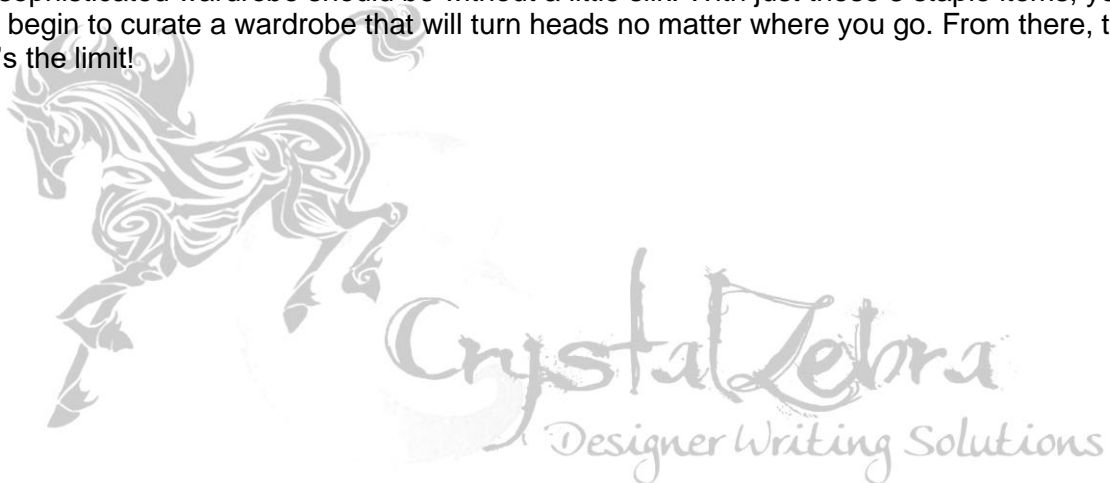 sophisticated wardrobe should be without a little silk. With just these staple items, yo
begin to curate a wardrobe that will turn heads no matter where you go. From there, t
's the limit!
CrystalZebra
Designer Writing Solutions